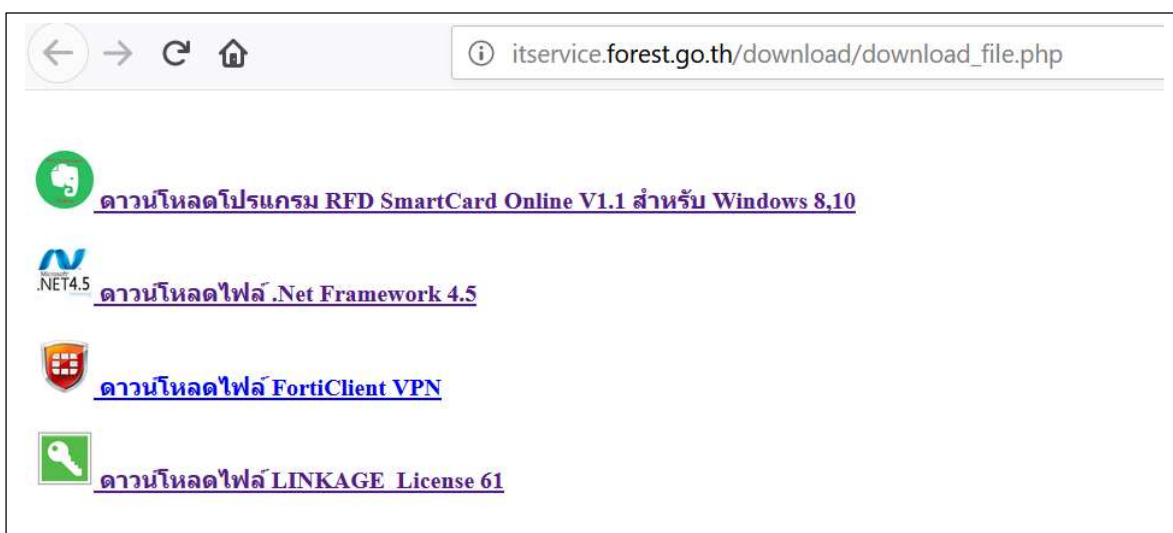 itservice.forest.go.th/download/download_file.php
ดาวน์โหลดโปรแกรม RFD SmartCard Online V1.1 สำหรับ Windows 8,10
Microsoft
.NET4.5
ดาวน์โหลดไฟล์ .Net Framework 4.5
ดาวน์โหลดไฟล์ FortiClient VPN
ดาวน์โหลดไฟล์ LINKAGE License 61